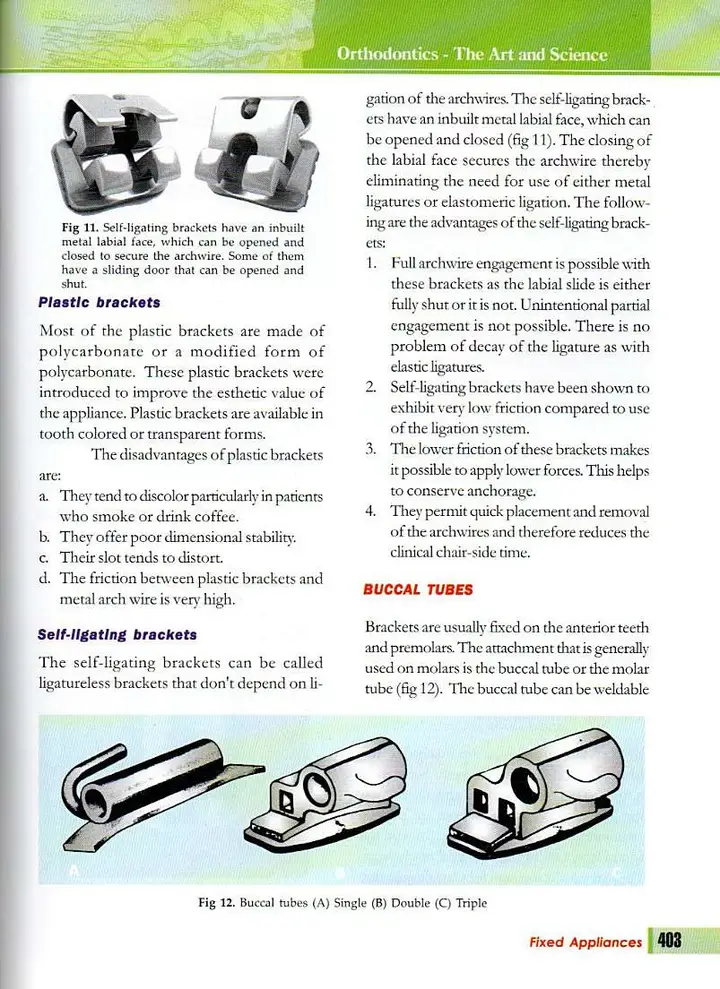 Orthodontics - The Art and Science
Fig 11. Self-ligating brackets have an inbuilt
metal labial face, which can be opened and
closed to secure the archwire. Some of them
have a sliding door that can be opened and
shut.
Plastic brackets
Most of the plastic brackets are made of
polycarbonate or a modified form of
polycarbonate. These plastic brackets were
introduced to improve the esthetic value of
the appliance. Plastic brackets are available in
tooth colored or transparent forms.
The disadvantages of plastic brackets
are:
a. They tend to discolor particularly in patients
who smoke or drink coffee.
b. They offer poor dimensional stability.
c. Their slot tends to distort.
d. The friction between plastic brackets and
metal arch wire is very high.
Self-ligating brackets
The self-ligating brackets can be called
ligatureless brackets that don't depend on li-
gation of the archwires. The self-ligating brack-
ets have an inbuilt metal labial face, which can
be opened and closed (fig 11). The closing of
the labial face secures the archwire thereby
eliminating the need for use of either metal
ligatures or elastomeric ligation. The follow-
ing are the advantages of the self-ligating brack-
ets:
1. Full archwire engagement is possible with
these brackets as the labial slide is either
fully shut or it is not. Unintentional partial
engagement is not possible. There is no
problem of decay of the ligature as with
elastic ligatures.
2. Self-ligating brackets have been shown to
exhibit very low friction compared to use
of the ligation system.
3. The lower friction of these brackets makes
it possible to apply lower forces. This helps
to conserve anchorage.
4. They permit quick placement and removal
of the archwires and therefore reduces the
clinical chair-side time.
BUCCAL TUBES
Brackets are usually fixed on the anterior teeth
and premolars. The attachment that is generally
used on molars is the buccal tube or the molar
tube (fig 12). The buccal tube can be weldable
A
B
C
Fig 12. Buccal tubes (A) Single (B) Double (C) Triple
Fixed Appliances 403